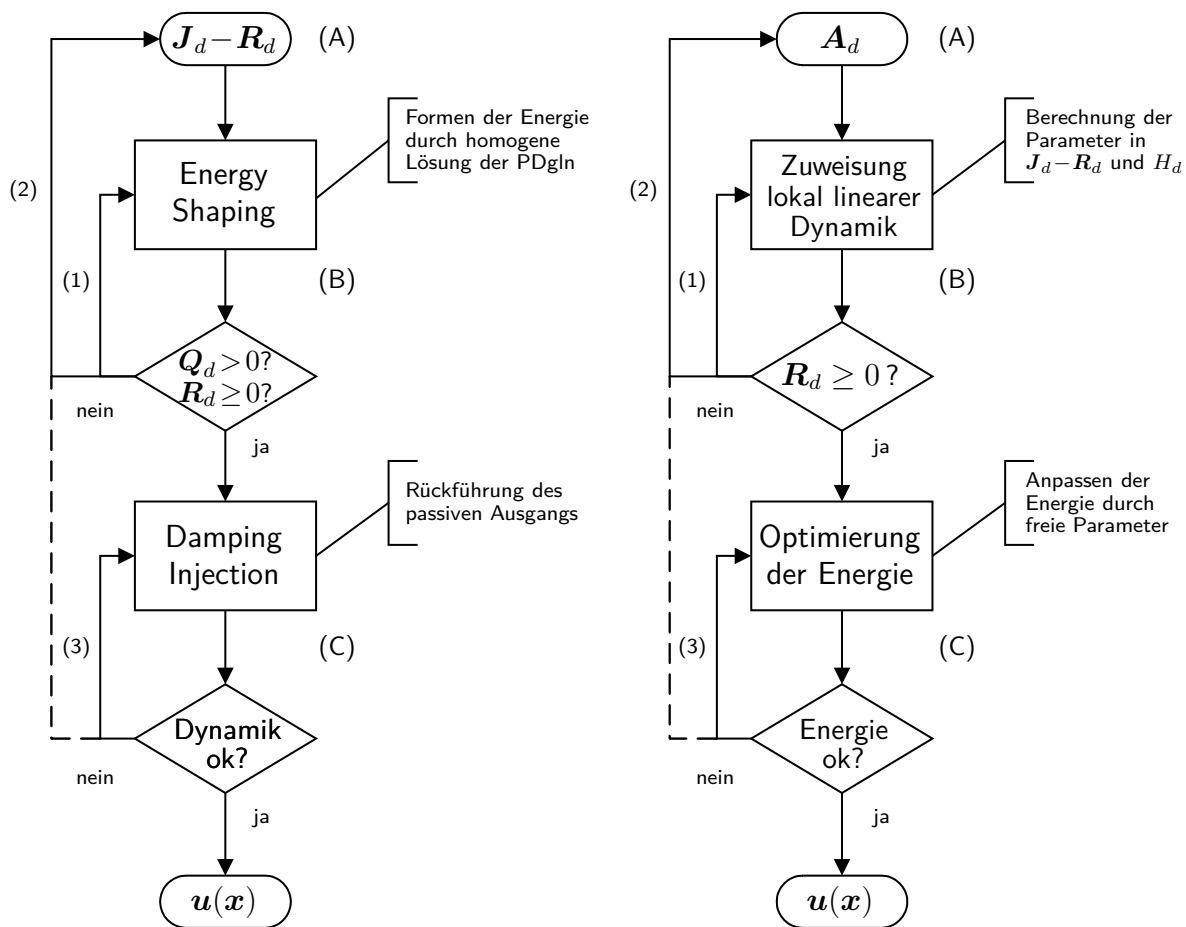 J_d − R_d
(A)
Formen der Energie
durch homogene
Lösung der PDgln
Energy
Shaping
(2)
(1)
(B)
Q_d > 0?
R_d ≥ 0?
nein
ja
Rückführung des
passiven Ausgangs
Damping
Injection
(3)
(C)
Dynamik
ok?
nein
ja
u(x)
A_d
(A)
Berechnung der
Parameter in
J_d − R_d und H_d
Zuweisung
lokal linearer
Dynamik
(2)
(1)
(B)
R_d ≥ 0 ?
nein
ja
Anpassen der
Energie durch
freie Parameter
Optimierung
der Energie
(3)
(C)
Energie
ok?
nein
ja
u(x)